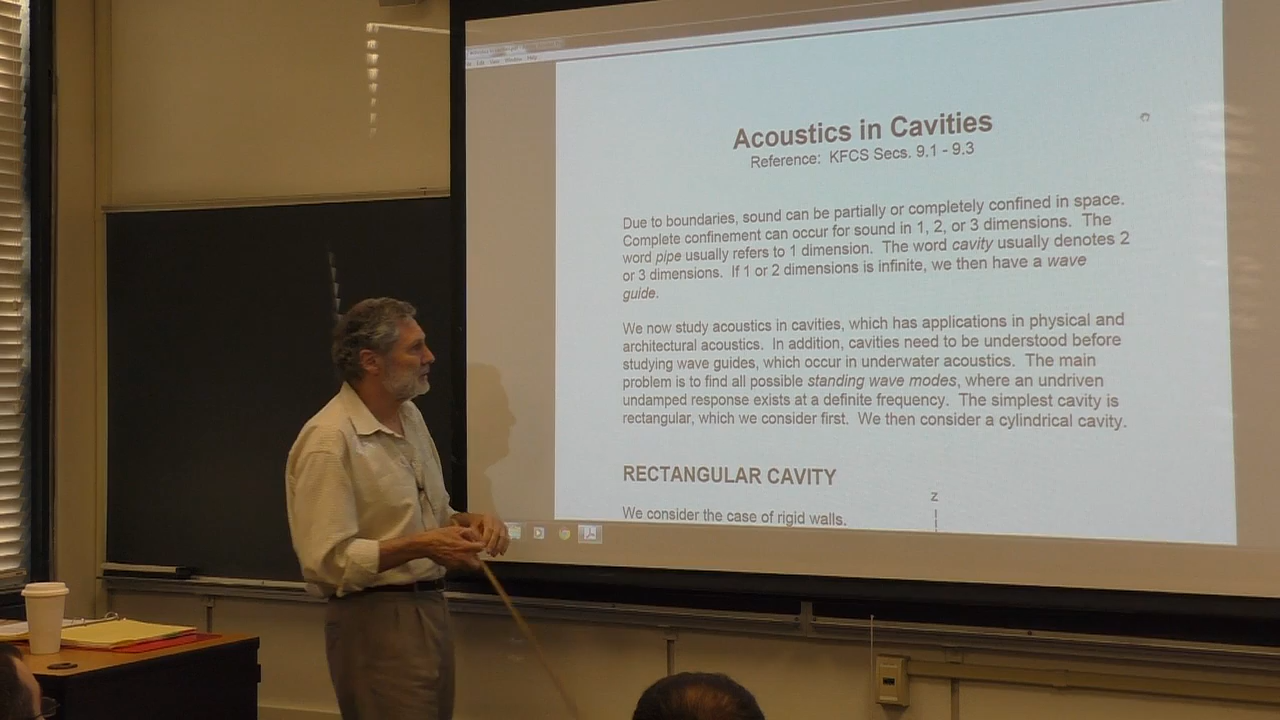 Edit View Window Help
Acoustics in Cavities
Reference: KFCS Secs. 9.1 - 9.3
Due to boundaries, sound can be partially or completely confined in space.
Complete confinement can occur for sound in 1, 2, or 3 dimensions. The
word pipe usually refers to 1 dimension. The word cavity usually denotes 2
or 3 dimensions. If 1 or 2 dimensions is infinite, we then have a wave
guide.
We now study acoustics in cavities, which has applications in physical and
architectural acoustics. In addition, cavities need to be understood before
studying wave guides, which occur in underwater acoustics. The main
problem is to find all possible standing wave modes, where an undriven
undamped response exists at a definite frequency. The simplest cavity is
rectangular, which we consider first. We then consider a cylindrical cavity.
RECTANGULAR CAVITY
z
We consider the case of rigid walls.